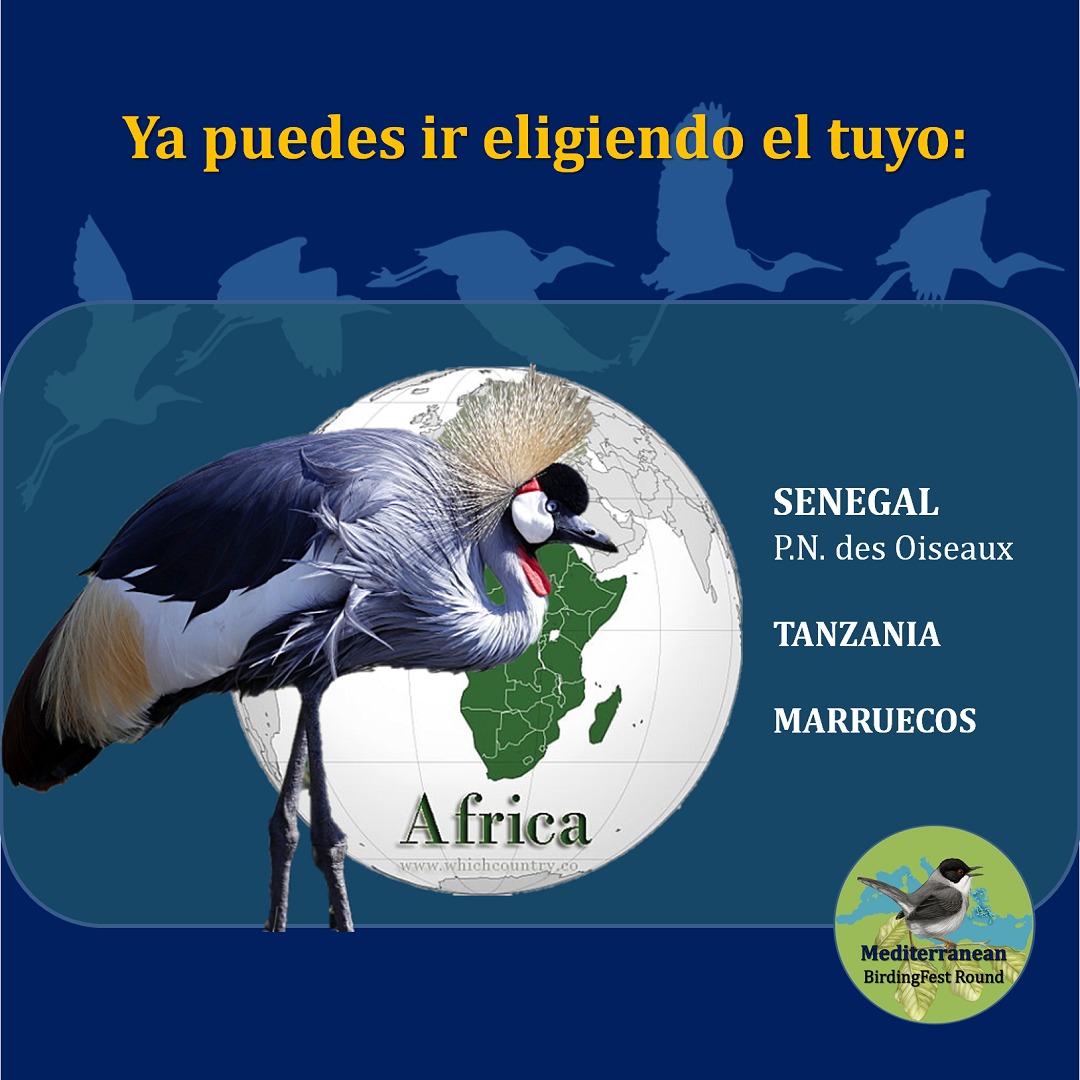 Ya puedes ir eligiendo el tuyo:
SENEGAL
P.N. des Oiseaux
TANZANIA
MARRUECOS
Africa
www.whichcountry.co
Mediterranean
BirdingFest Round